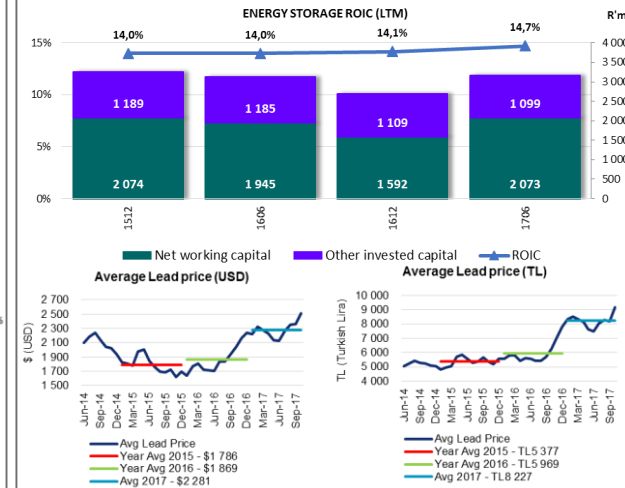 ENERGY STORAGE ROIC (LTM)
R'm
14,0%
14,0%
14,1%
14,7%
15%
10%
5%
0%
4 000
3 500
3 000
2 500
2 000
1 500
1 000
500
0
1 189
1 185
1 109
1 099
2 074
1 945
1 592
2 073
1512
1606
1612
1706
Net working capital
Other invested capital
ROIC
Average Lead price (USD)
$ (USD)
2 700
2 500
2 300
2 100
1 900
1 700
1 500
Jun-14
Sep-14
Dec-14
Mar-15
Jun-15
Sep-15
Dec-15
Mar-16
Jun-16
Sep-16
Dec-16
Mar-17
Jun-17
Sep-17
Avg Lead Price
Year Avg 2015 - $1 786
Year Avg 2016 - $1 869
Avg 2017 - $2 281
Average Lead price (TL)
TL (Turkish Lira)
10 000
9 000
8 000
7 000
6 000
5 000
4 000
Jun-14
Sep-14
Dec-14
Mar-15
Jun-15
Sep-15
Dec-15
Mar-16
Jun-16
Sep-16
Dec-16
Mar-17
Jun-17
Sep-17
Avg Lead Price
Year Avg 2015 - TL5 377
Year Avg 2016 - TL5 969
Avg 2017 - TL8 227